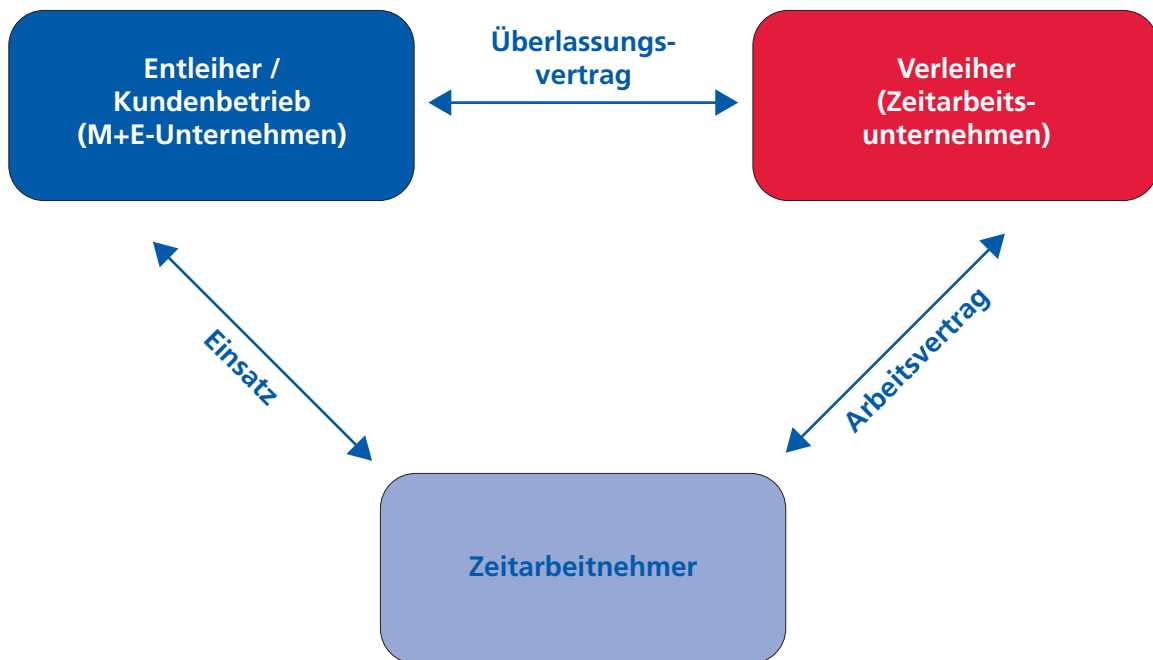 Entleiher /
Kundenbetrieb
(M+E-Unternehmen)
Überlassungs-
vertrag
Verleiher
(Zeitarbeits-
unternehmen)
Einsatz
Arbeitsvertrag
Zeitarbeitnehmer